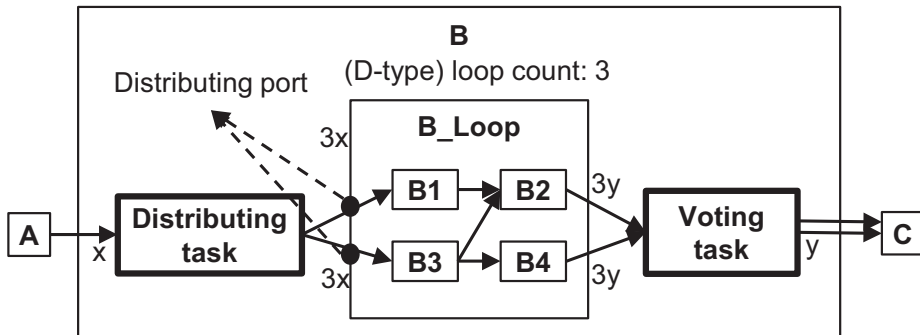 B
(D-type) loop count: 3
Distributing port
3x
B_Loop
B1
B2
3y
A
x
Distributing
task
Voting
task
y
C
3x
B3
B4
3y